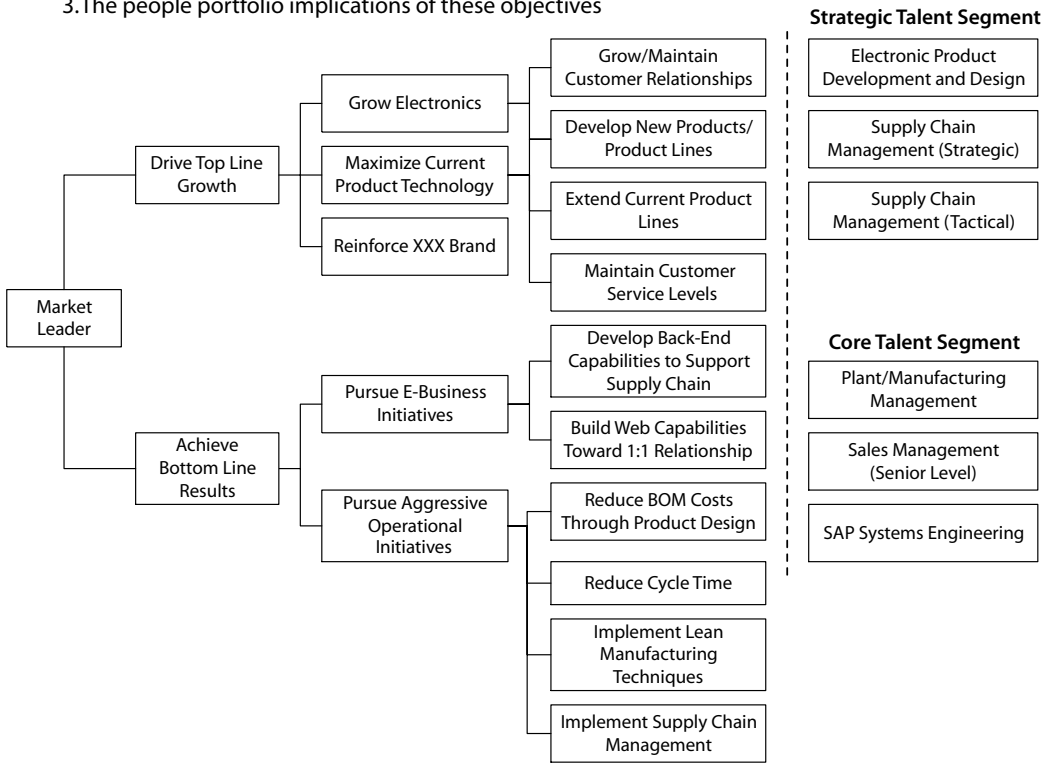 3.The people portfolio implications of these objectives
Market
Leader
Drive Top Line
Growth
Achieve
Bottom Line
Results
Grow Electronics
Maximize Current
Product Technology
Reinforce XXX Brand
Pursue E-Business
Initiatives
Pursue Aggressive
Operational
Initiatives
Grow/Maintain
Customer Relationships
Develop New Products/
Product Lines
Extend Current Product
Lines
Maintain Customer
Service Levels
Develop Back-End
Capabilities to Support
Supply Chain
Build Web Capabilities
Toward 1:1 Relationship
Reduce BOM Costs
Through Product Design
Reduce Cycle Time
Implement Lean
Manufacturing
Techniques
Implement Supply Chain
Management
Strategic Talent Segment
Electronic Product
Development and Design
Supply Chain
Management (Strategic)
Supply Chain
Management (Tactical)
Core Talent Segment
Plant/Manufacturing
Management
Sales Management
(Senior Level)
SAP Systems Engineering